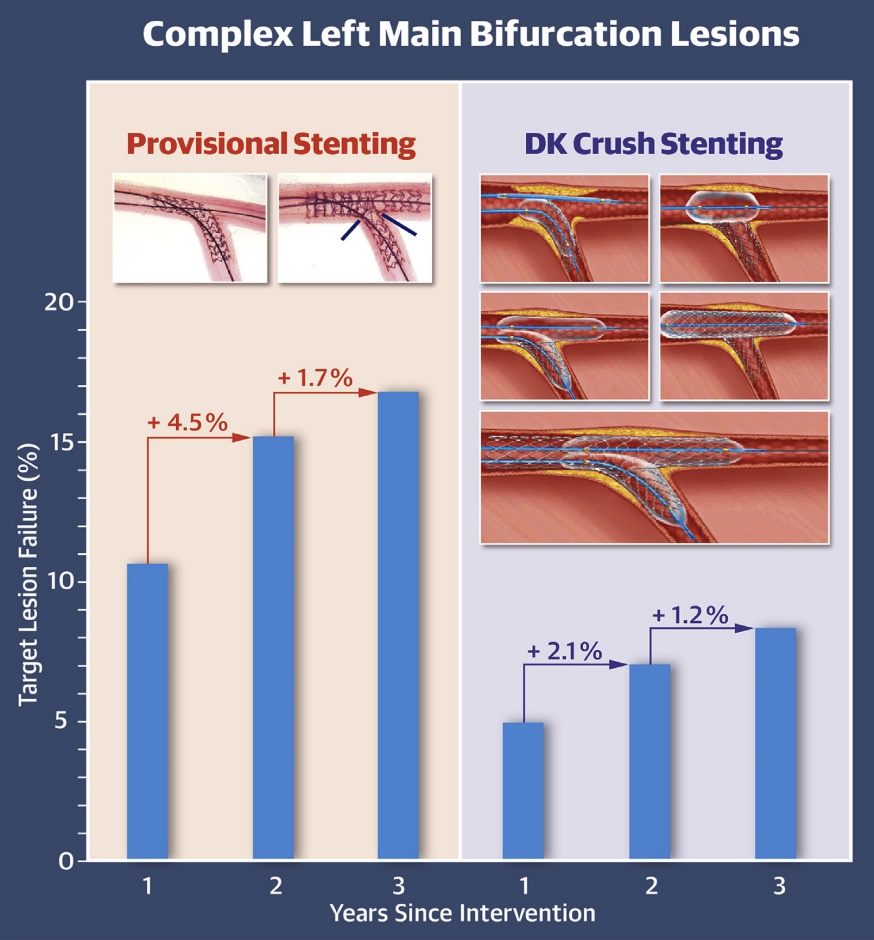 Complex Left Main Bifurcation Lesions
Provisional Stenting
DK Crush Stenting
Target Lesion Failure (%)
20
15
10
5
0
+ 4.5%
+ 1.7%
+ 2.1%
+ 1.2%
1 2 3
1 2 3
Years Since Intervention